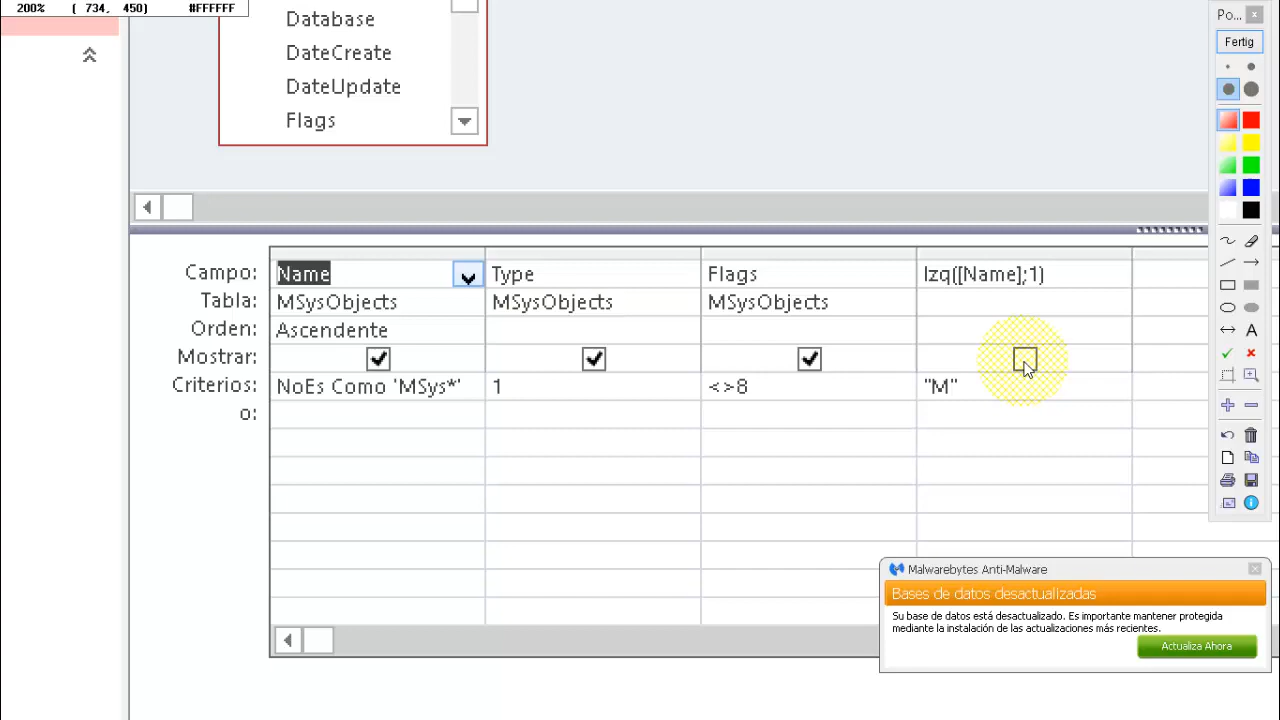 200% ( 734, 450) #FFFFFF
Po...
Fertig
Database
DateCreate
DateUpdate
Flags
Campo: Name Type Flags Izq([Name];1)
Tabla: MSysObjects MSysObjects MSysObjects
Orden: Ascendente
Mostrar:
Criterios: NoEs Como 'MSys*' 1 <>8 "M"
o:
A
Malwarebytes Anti-Malware
Bases de datos desactualizadas
Su base de datos está desactualizado. Es importante mantener protegida
mediante la instalación de las actualizaciones más recientes.
Actualiza Ahora